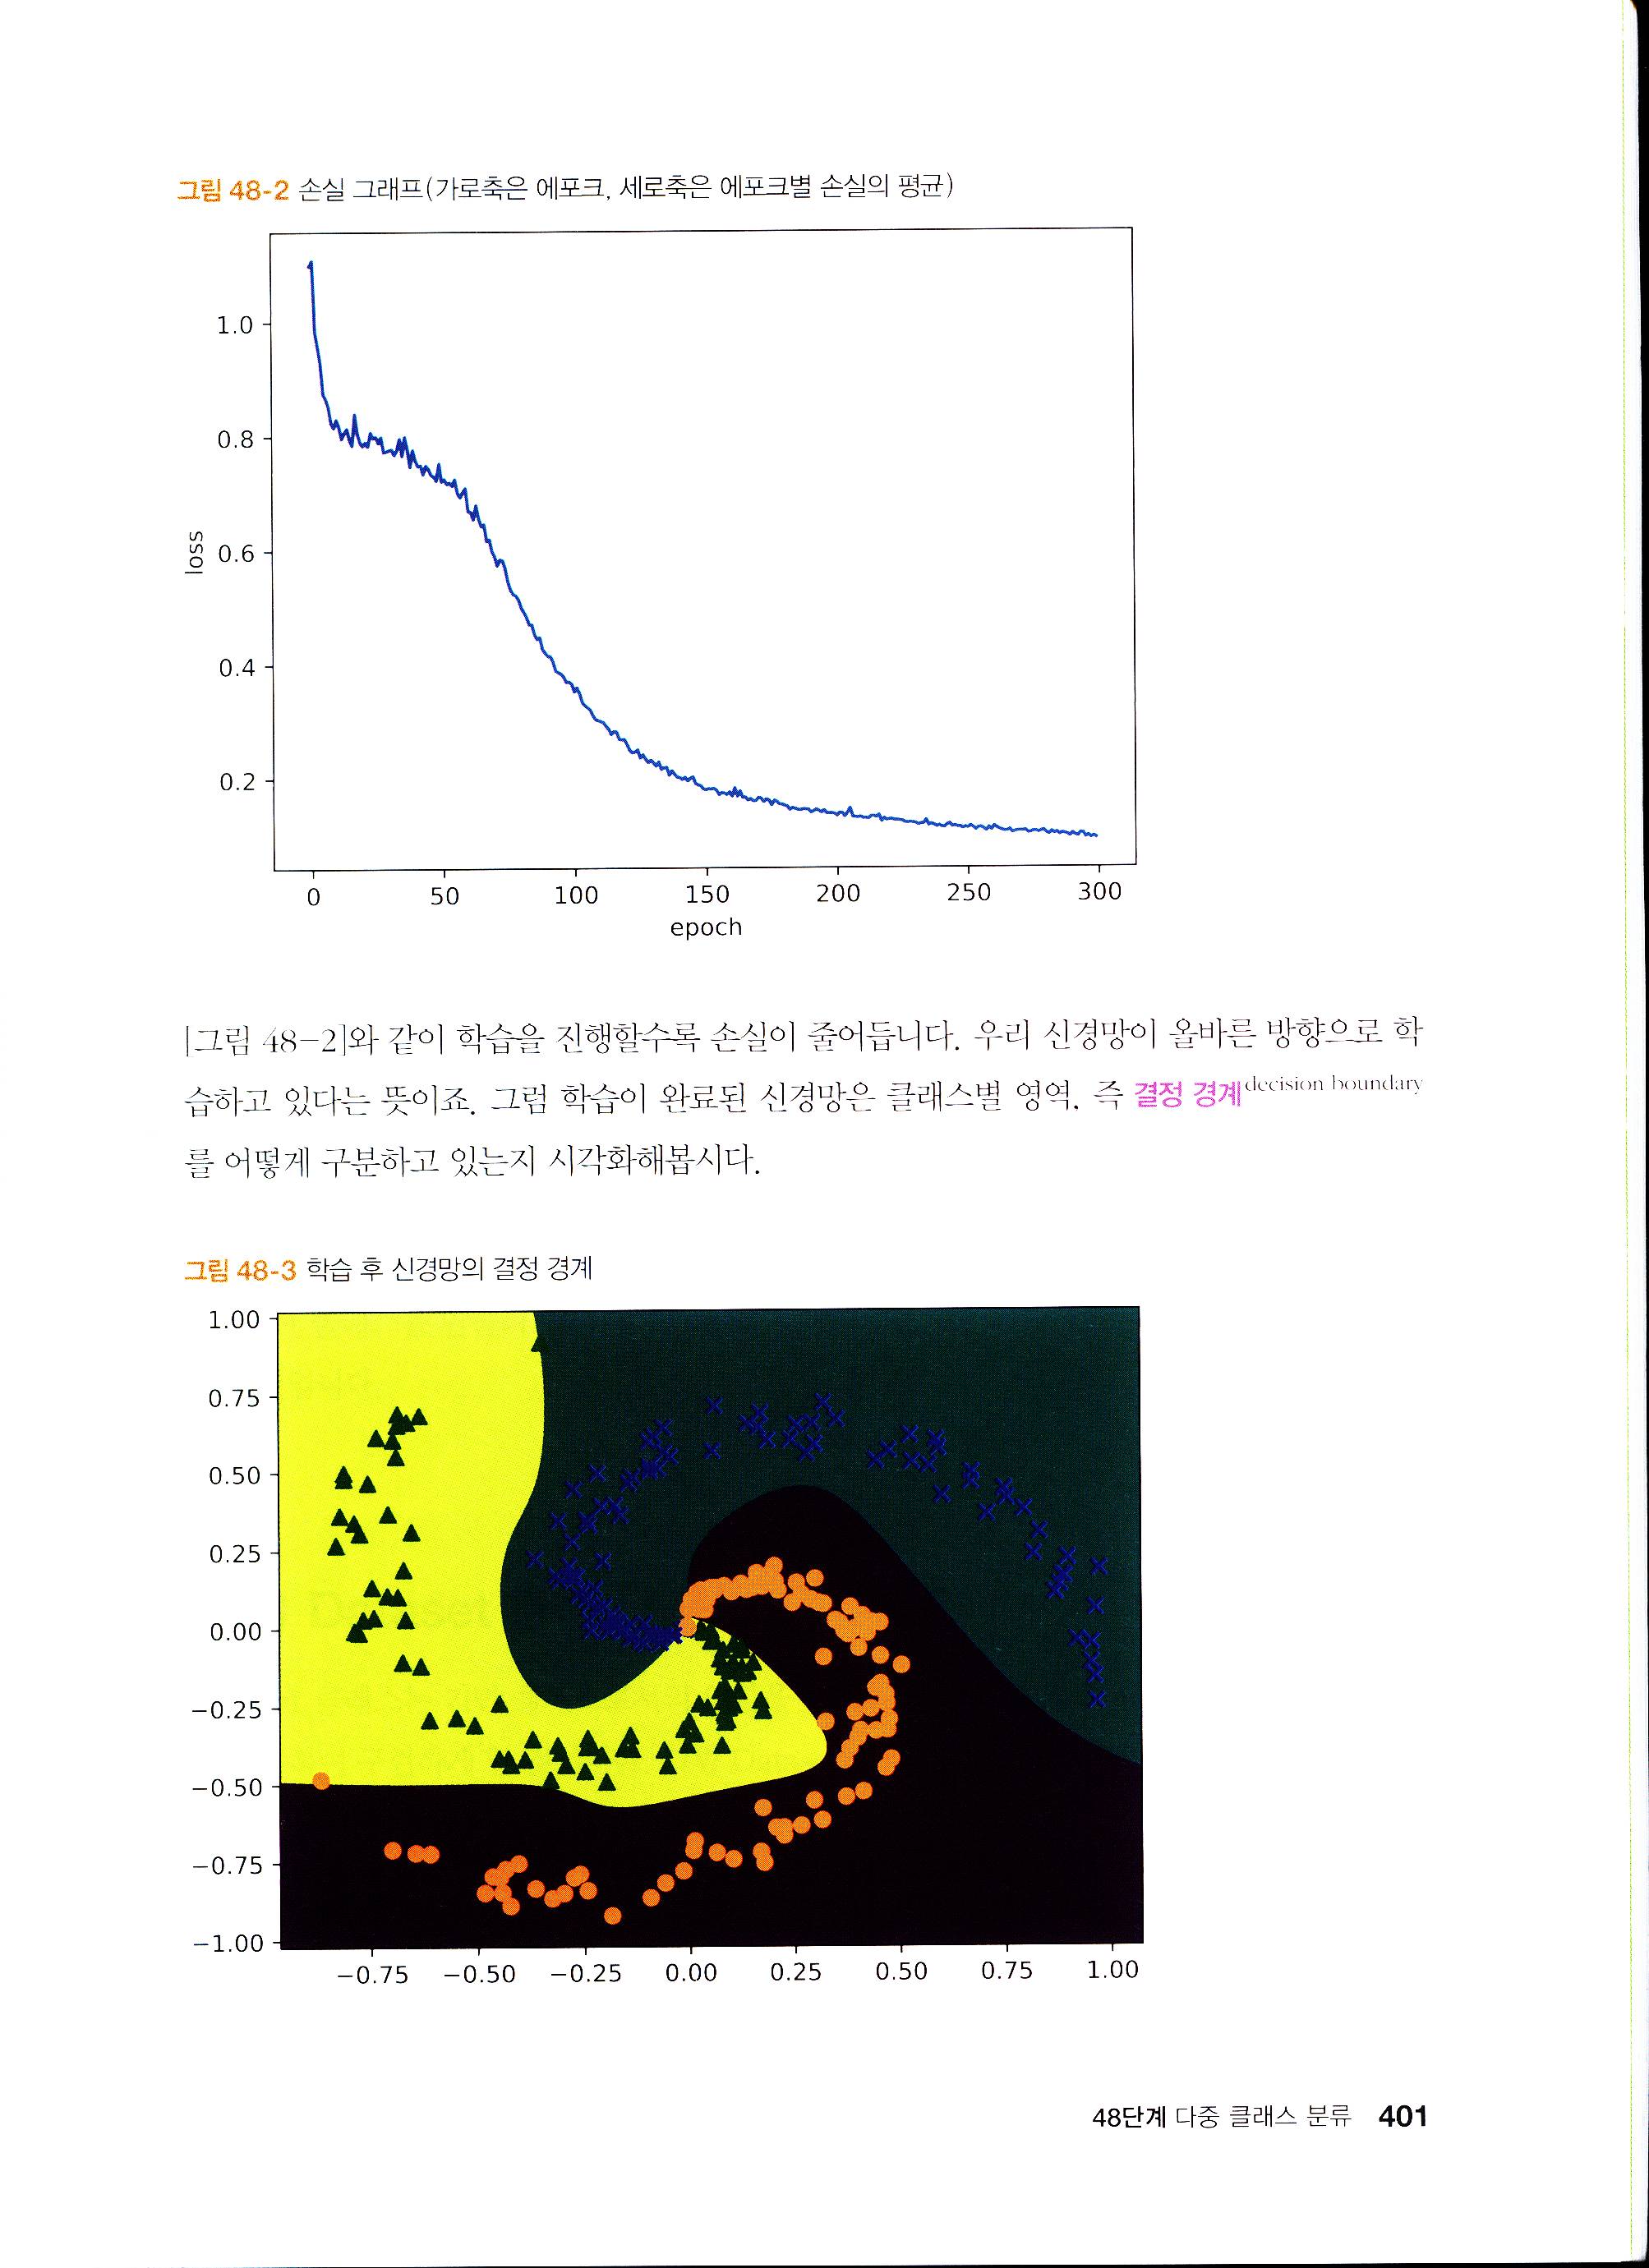 그림 48-2 손실 그래프(가로축은 에포크, 세로축은 에포크별 손실의 평균)
1.0
0.8
0.6
0.4
0.2
loss
0 50 100 150 200 250 300
epoch
[그림 48-2]와 같이 학습을 진행할수록 손실이 줄어듭니다. 우리 신경망이 올바른 방향으로 학
습하고 있다는 뜻이죠. 그럼 학습이 완료된 신경망은 클래스별 영역, 즉 결정 경계decision boundary
를 어떻게 구분하고 있는지 시각화해봅시다.
그림 48-3 학습 후 신경망의 결정 경계
1.00
0.75
0.50
0.25
0.00
−0.25
−0.50
−0.75
−1.00
−0.75 −0.50 −0.25 0.00 0.25 0.50 0.75 1.00
48단계 다중 클래스 분류 401